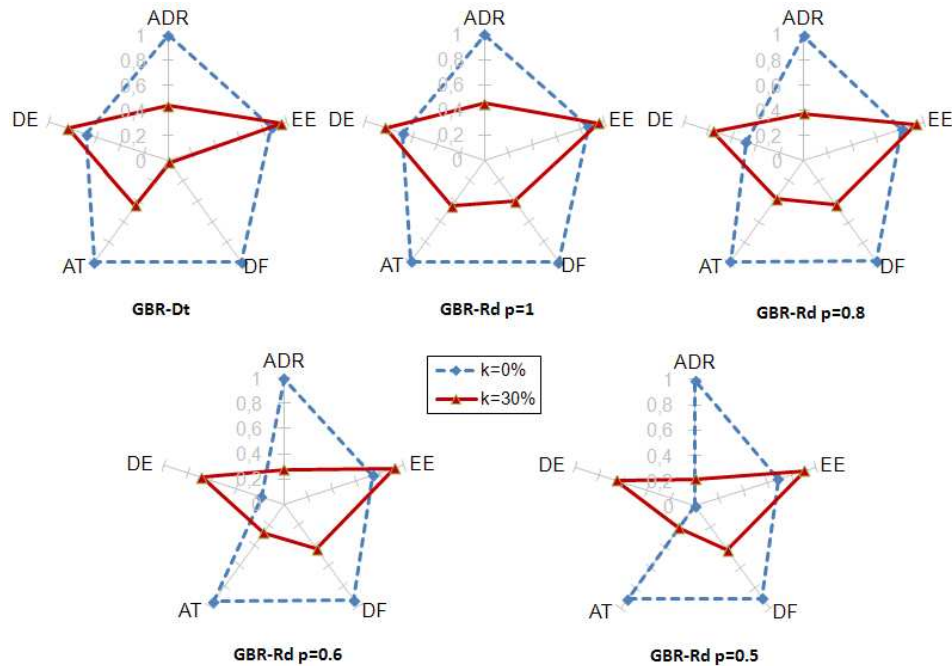 ADR
1
0,8
0,6
0,4
0,2
0
DE
EE
AT
DF
GBR-Dt
ADR
1
0,8
0,6
0,4
0,2
0
DE
EE
AT
DF
GBR-Rd p=1
ADR
1
0,8
0,6
0,4
0,2
0
DE
EE
AT
DF
GBR-Rd p=0.8
ADR
1
0,8
0,6
0,4
0,2
0
DE
EE
AT
DF
GBR-Rd p=0.6
k=0%
k=30%
ADR
1
0,8
0,6
0,4
0,2
0
DE
EE
AT
DF
GBR-Rd p=0.5